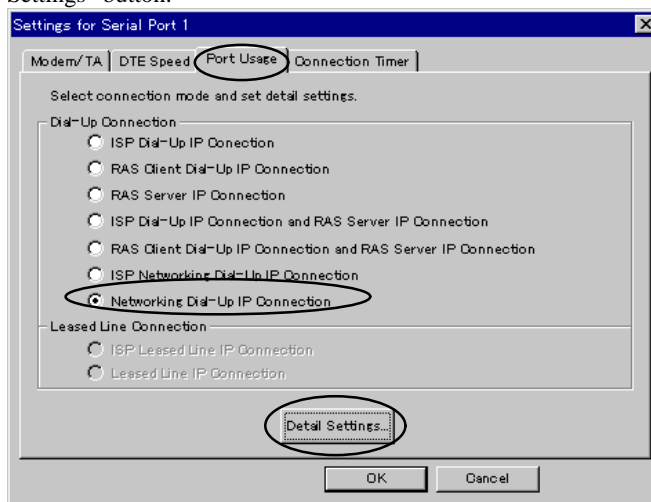 Settings" button.
Settings for Serial Port 1
Modem/TA DTE Speed Port Usage Connection Timer
Select connection mode and set detail settings.
Dial-Up Connection
ISP Dial-Up IP Conection
RAS Client Dial-Up IP Connection
RAS Server IP Connection
ISP Dial-Up IP Connection and RAS Server IP Connection
RAS Client Dial-Up IP Connection and RAS Server IP Connection
ISP Networking Dial-Up IP Connection
Networking Dial-Up IP Connection
Leased Line Connection
ISP Leased Line IP Connection
Leased Line IP Connection
Detail Settings...
OK Cancel